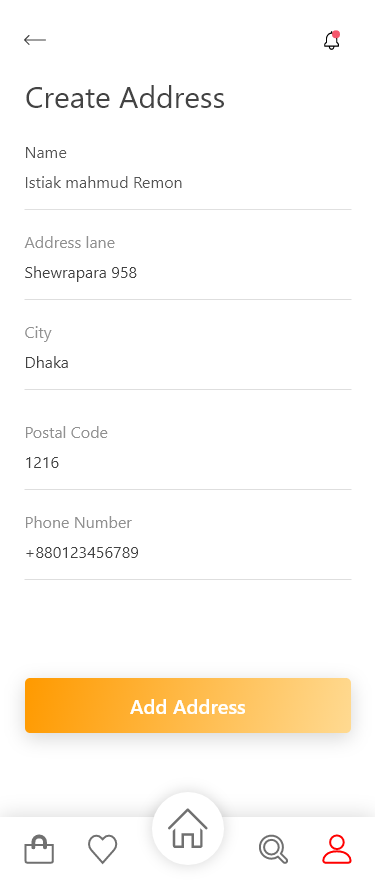 Create Address
Name
Istiak mahmud Remon
Address lane
Shewrapara 958
City
Dhaka
Postal Code
1216
Phone Number
+880123456789
Add Address